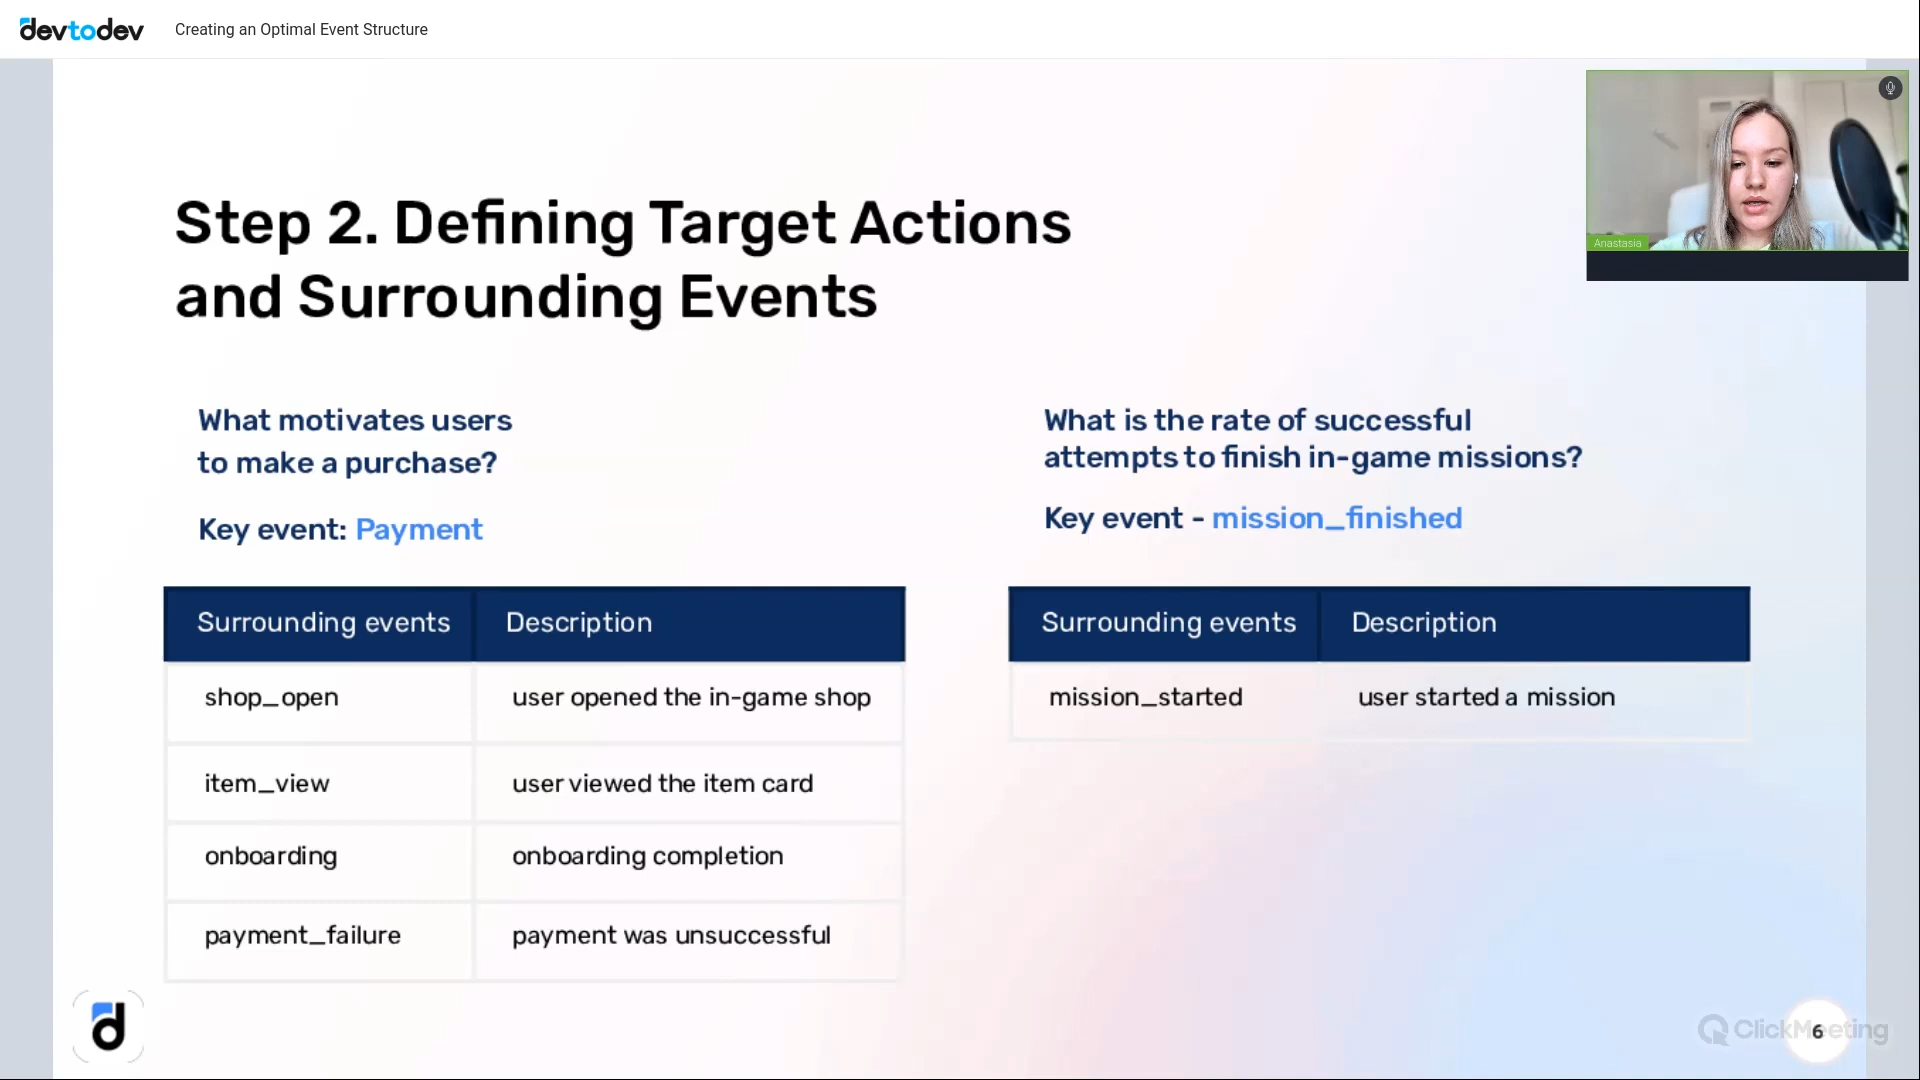 devtodev
Creating an Optimal Event Structure
Anastasia
Step 2. Defining Target Actions
and Surrounding Events
What motivates users
to make a purchase?
Key event: Payment
Surrounding events Description
shop_open user opened the in-game shop
item_view user viewed the item card
onboarding onboarding completion
payment_failure payment was unsuccessful
What is the rate of successful
attempts to finish in-game missions?
Key event - mission_finished
Surrounding events Description
mission_started user started a mission
ClickMeeting
6